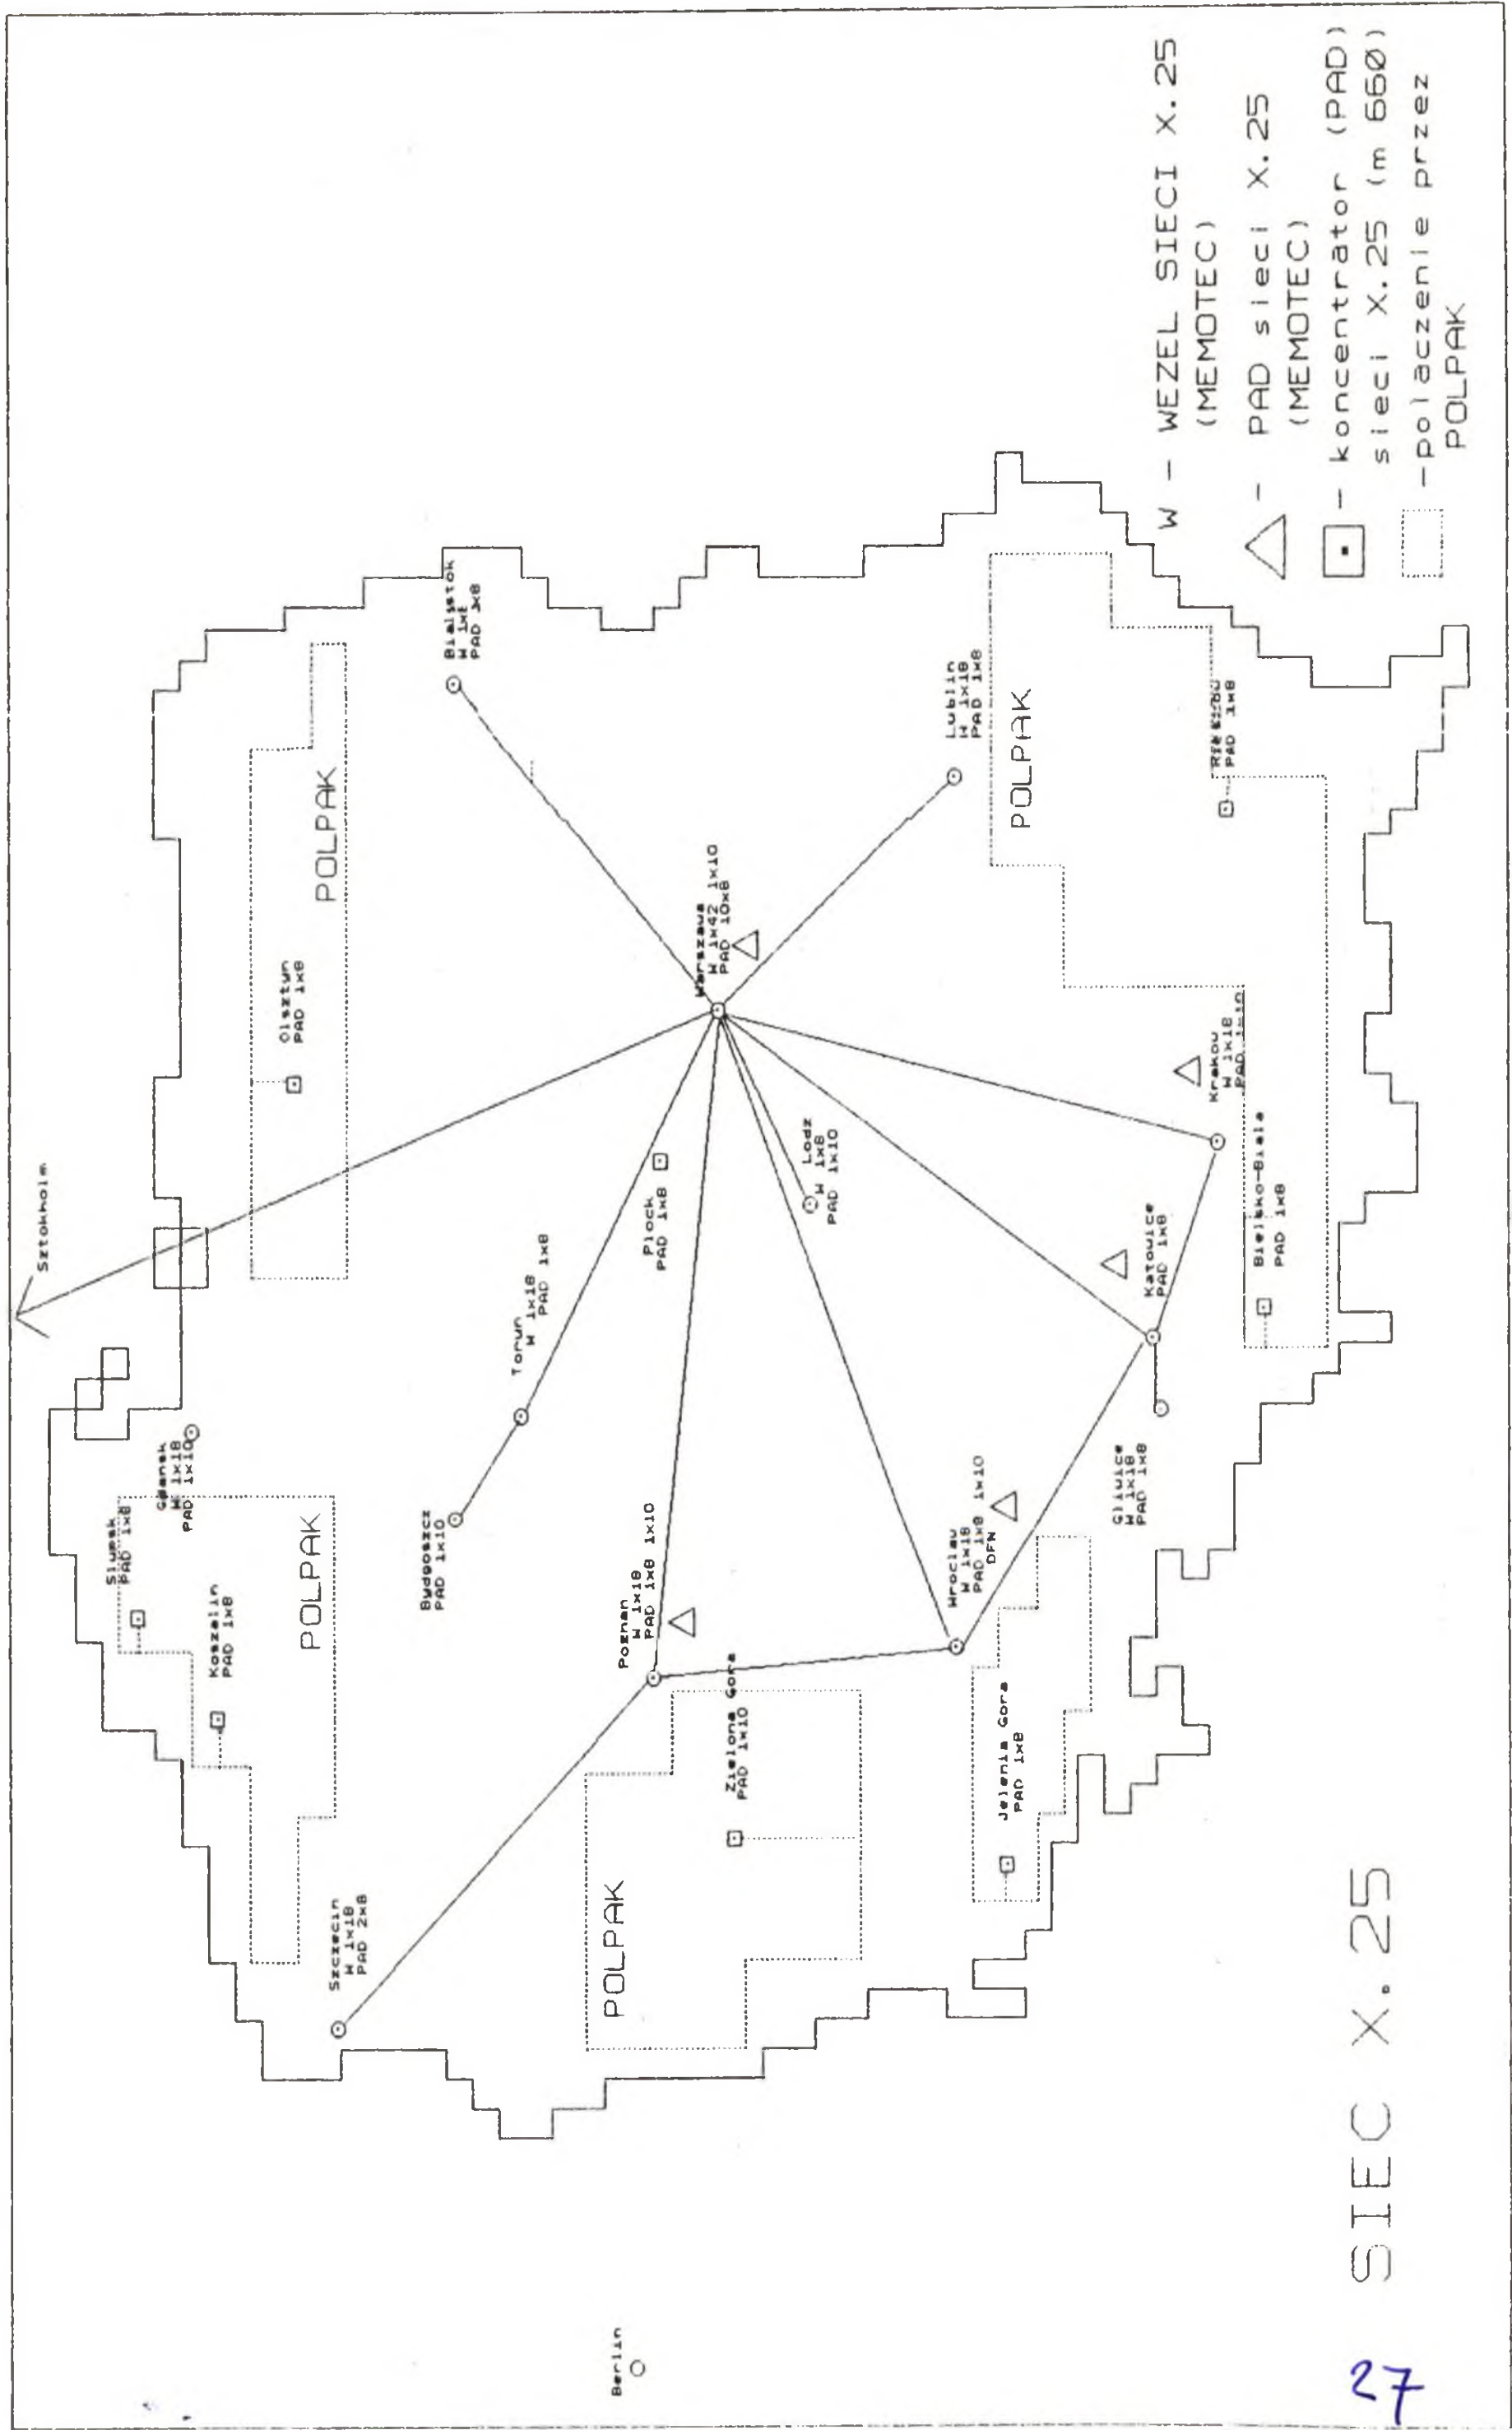 Sztokholm
Slupsk
PAD 1x8
Gdansk
W 1x18
PAD 1x10
Koszalin
PAD 1x8
POLPAK
Olsztyn
PAD 1x8
POLPAK
Szczecin
W 1x18
PAD 2x8
Bydgoszcz
PAD 1x10
Torun
W 1x18
PAD 1x8
Bialystok
PAD
Berlin
POLPAK
Poznan
W 1x18
PAD 1x8 1x10
Plock
PAD 1x8
Warszawa
W 1x42 1x10
PAD 10x8
Zielona Gora
PAD 1x10
Lodz
W 1x8
PAD 1x10
Wroclaw
W 1x18
PAD 1x8 1x10
DFN
Lublin
W 1x18
PAD 1x8
Jelenia Gora
PAD 1x8
POLPAK
Gliwice
W 1x18
PAD 1x8
Katowice
PAD 1x8
Krakow
W 1x18
PAD 1x10
PAD 1x8
Bielsko-Biala
PAD 1x8
W - WEZEL SIECI X.25
(MEMOTEC)
- PAD sieci X.25
(MEMOTEC)
- koncentrator (PAD)
sieci X.25 (m 660)
-polaczenie przez
POLPAK
SIEC X.25
27